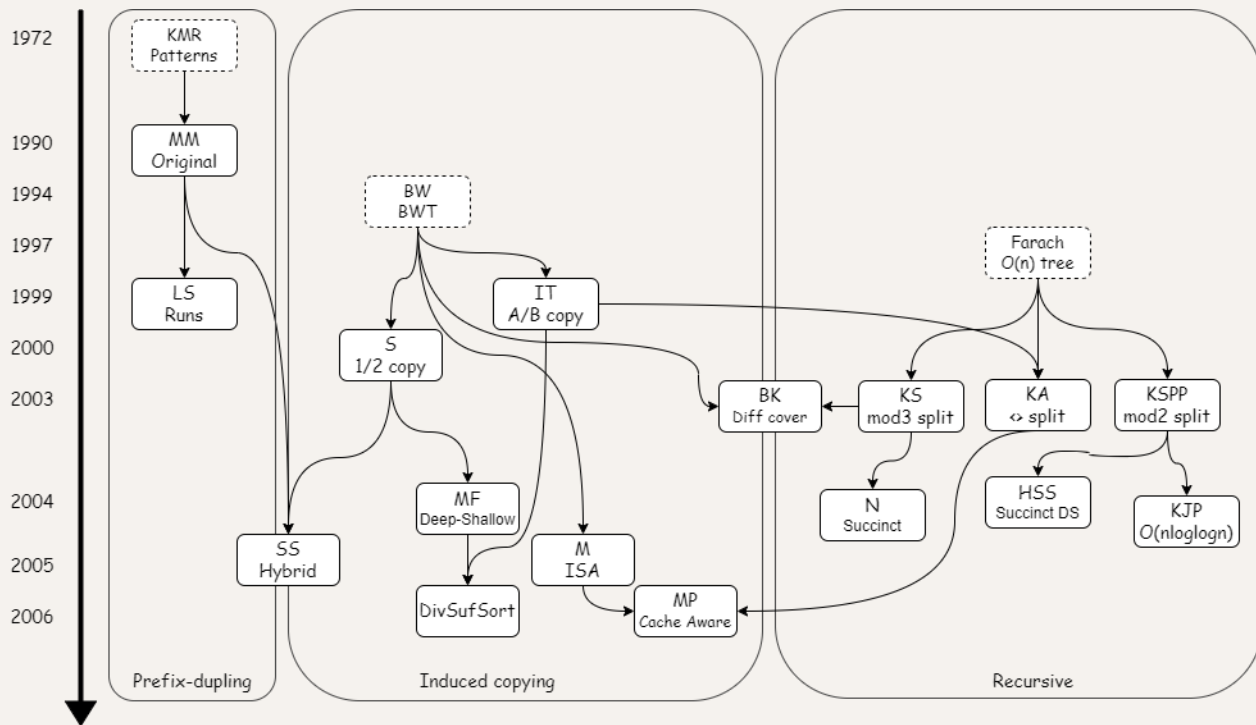 1972
KMR
Patterns
1990
MM
Original
1994
BW
BWT
1997
Farach
O(n) tree
1999
LS
Runs
IT
A/B copy
2000
S
1/2 copy
2003
BK
Diff cover
KS
mod3 split
KA
<> split
KSPP
mod2 split
2004
MF
Deep-Shallow
N
Succinct
HSS
Succinct DS
KJP
O(nloglogn)
2005
SS
Hybrid
M
ISA
2006
DivSufSort
MP
Cache Aware
Prefix-dupling
Induced copying
Recursive